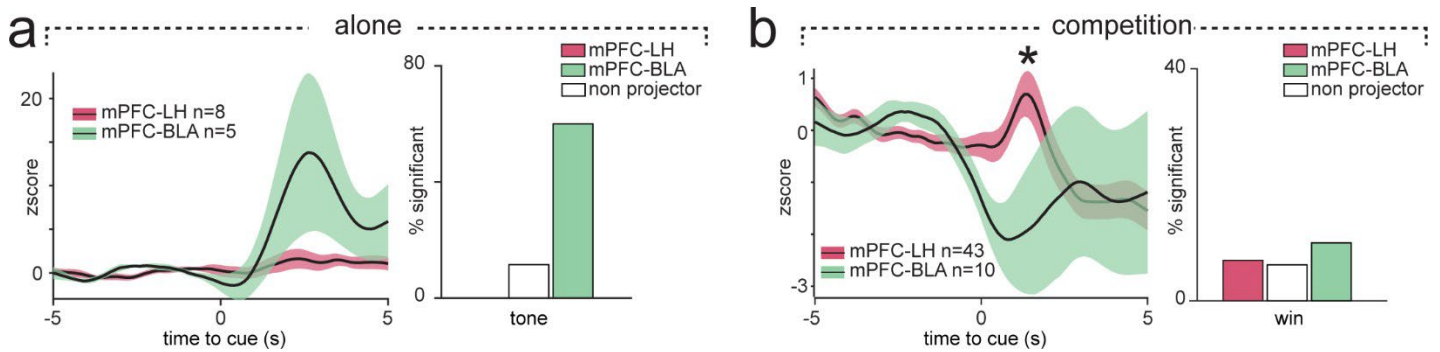 a
alone
20
0
zscore
mPFC-LH n=8
mPFC-BLA n=5
-5
0
5
time to cue (s)
mPFC-LH
mPFC-BLA
non projector
80
0
% significant
tone
b
competition
*
1
0
-3
zscore
mPFC-LH n=43
mPFC-BLA n=10
-5
0
5
time to cue (s)
mPFC-LH
mPFC-BLA
non projector
40
0
% significant
win